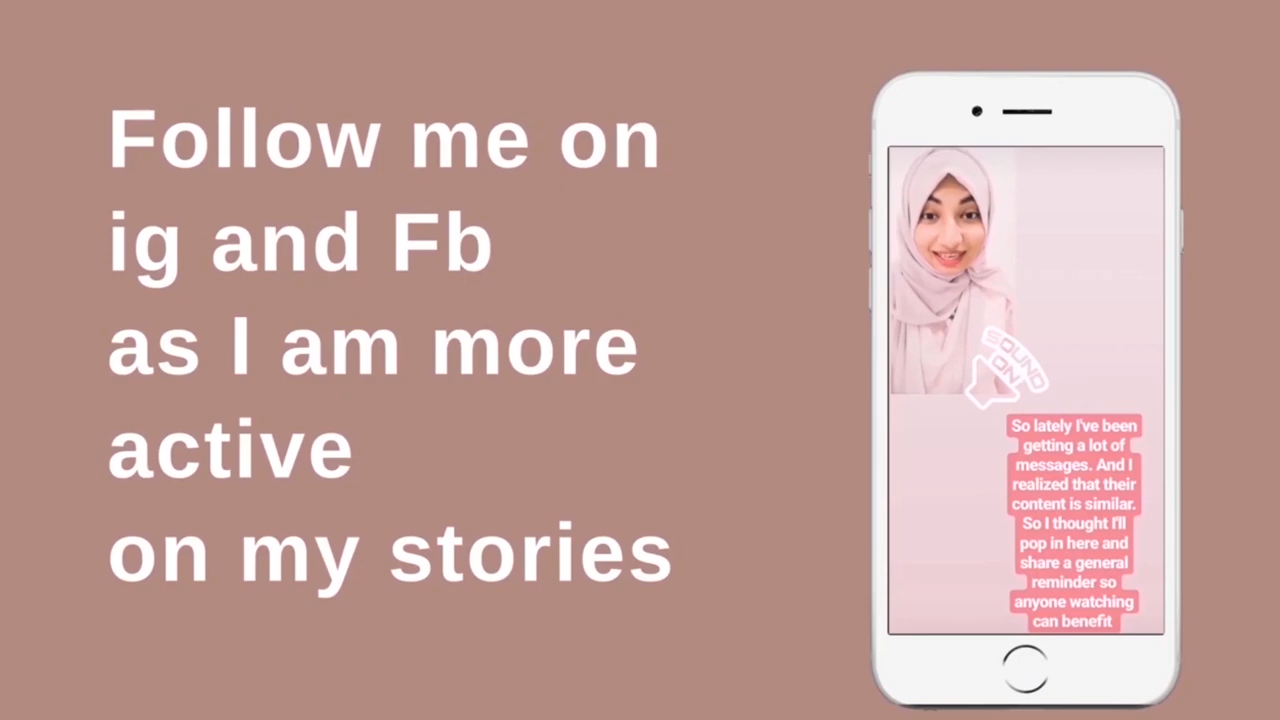 Follow me on
ig and Fb
as I am more
active
on my stories
SOUND
ON
So lately I've been
getting a lot of
messages. And I
realized that their
content is similar.
So I thought I'll
pop in here and
share a general
reminder so
anyone watching
can benefit